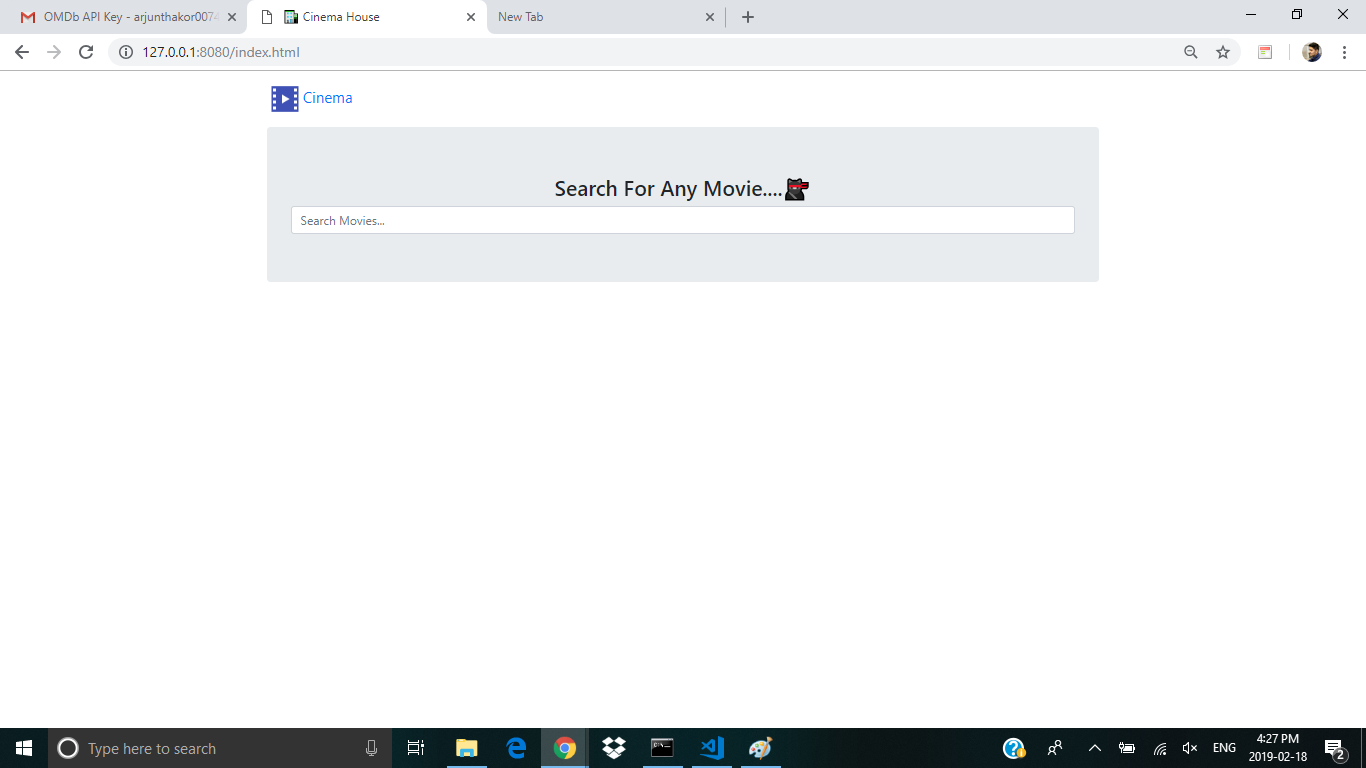 OMDb API Key - arjunthakor0074
Cinema House
New Tab
127.0.0.1:8080/index.html
Cinema
Search For Any Movie....
Search Movies...
Type here to search
ENG
4:27 PM
2019-02-18
2